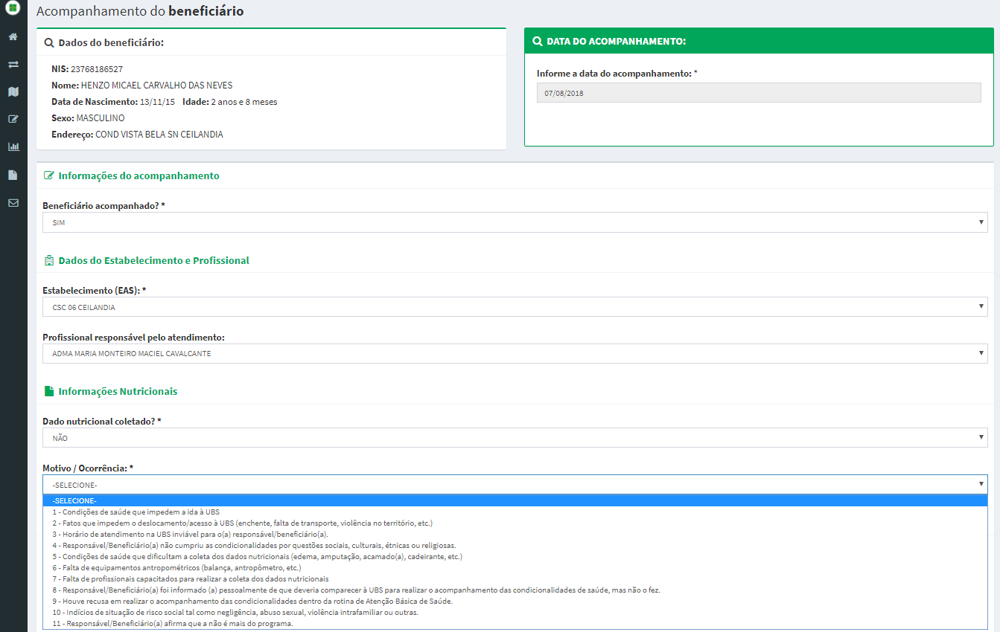 Acompanhamento do beneficiário
Dados do beneficiário:
NIS: 23768186527
Nome: HENZO MICAEL CARVALHO DAS NEVES
Data de Nascimento: 13/11/15 Idade: 2 anos e 8 meses
Sexo: MASCULINO
Endereço: COND VISTA BELA SN CEILANDIA
DATA DO ACOMPANHAMENTO:
Informe a data do acompanhamento: *
07/08/2018
Informações do acompanhamento
Beneficiário acompanhado? *
SIM
Dados do Estabelecimento e Profissional
Estabelecimento (EAS): *
CSC 06 CEILANDIA
Profissional responsável pelo atendimento:
ADMA MARIA MONTEIRO MACIEL CAVALCANTE
Informações Nutricionais
Dado nutricional coletado? *
NÃO
Motivo / Ocorrência: *
-SELECIONE-
-SELECIONE-
1 - Condições de saúde que impedem a ida à UBS
2 - Fatos que impedem o deslocamento/acesso à UBS (enchente, falta de transporte, violência no território, etc.)
3 - Horário de atendimento na UBS inviável para o(a) responsável/beneficiário(a).
4 - Responsável/Beneficiário(a) não cumpriu as condicionalidades por questões sociais, culturais, étnicas ou religiosas.
5 - Condições de saúde que dificultam a coleta dos dados nutricionais (edema, amputação, acamado(a), cadeirante, etc.)
6 - Falta de equipamentos antropométricos (balança, antropômetro, etc.)
7 - Falta de profissionais capacitados para realizar a coleta dos dados nutricionais
8 - Responsável/Beneficiário(a) foi informado (a) pessoalmente de que deveria comparecer à UBS para realizar o acompanhamento das condicionalidades de saúde, mas não o fez.
9 - Houve recusa em realizar o acompanhamento das condicionalidades dentro da rotina de Atenção Básica de Saúde.
10 - Indícios de situação de risco social tal como negligência, abuso sexual, violência intrafamiliar ou outras.
11 - Responsável/Beneficiário(a) afirma que a não é mais do programa.